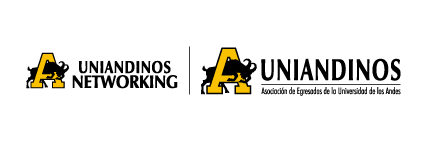 UNIANDINOS
NETWORKING
UNIANDINOS
Asociación de Egresados de la Universidad de los Andes